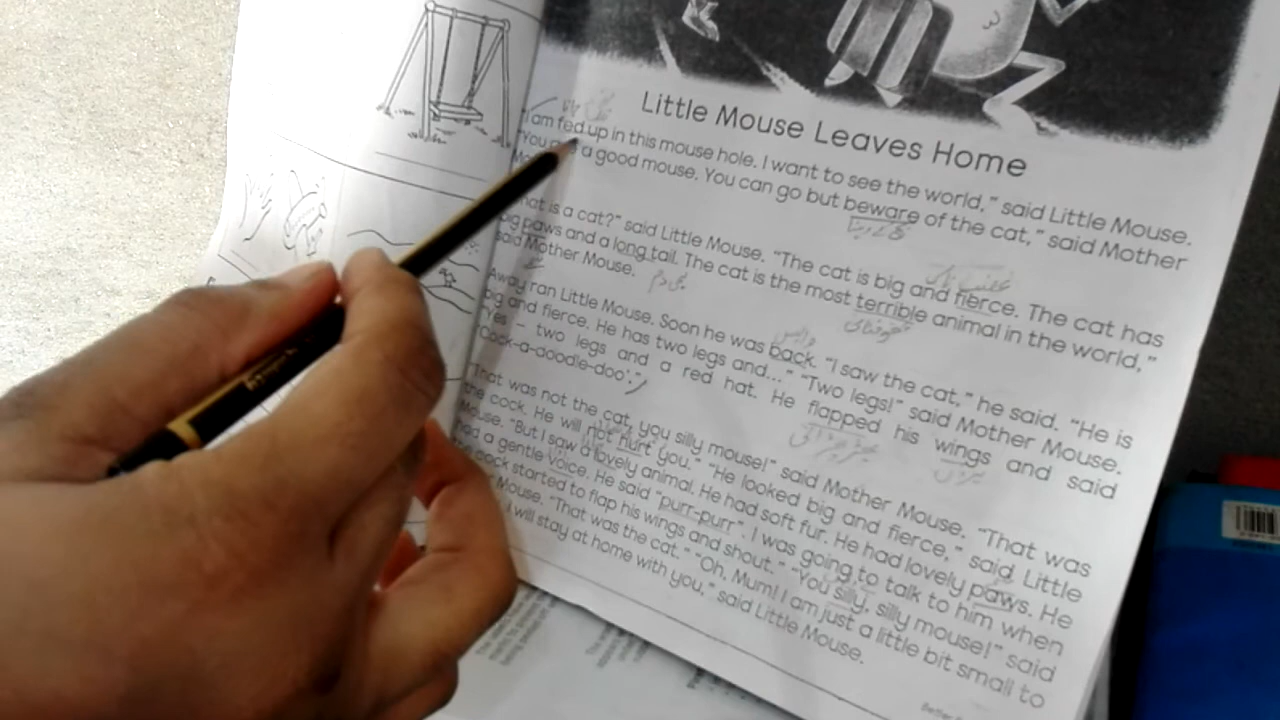 Little Mouse Leaves Home
"I am fed up in this mouse hole. I want to see the world," said Little Mouse.
"You are a good mouse. You can go but beware of the cat," said Mother
is a cat?" said Little Mouse. "The cat is big and fierce. The cat has
big paws and a long tail. The cat is the most terrible animal in the world,"
said Mother Mouse.
Away ran Little Mouse. Soon he was back. "I saw the cat," he said. "He is
big and fierce. He has two legs and..." "Two legs!" said Mother Mouse.
"Yes – two legs and a red hat. He flapped his wings and said
'Cock-a-doodle-doo'."
"That was not the cat, you silly mouse!" said Mother Mouse. "That was
the cock. He will not hurt you." "He looked big and fierce," said Little
Mouse. "But I saw a lovely animal. He had soft fur. He had lovely paws. He
had a gentle voice. He said "purr-purr". I was going to talk to him when
cock started to flap his wings and shout." "You silly, silly mouse!" said
Mouse. "That was the cat." "Oh, Mum! I am just a little bit small to
I will stay at home with you," said Little Mouse.